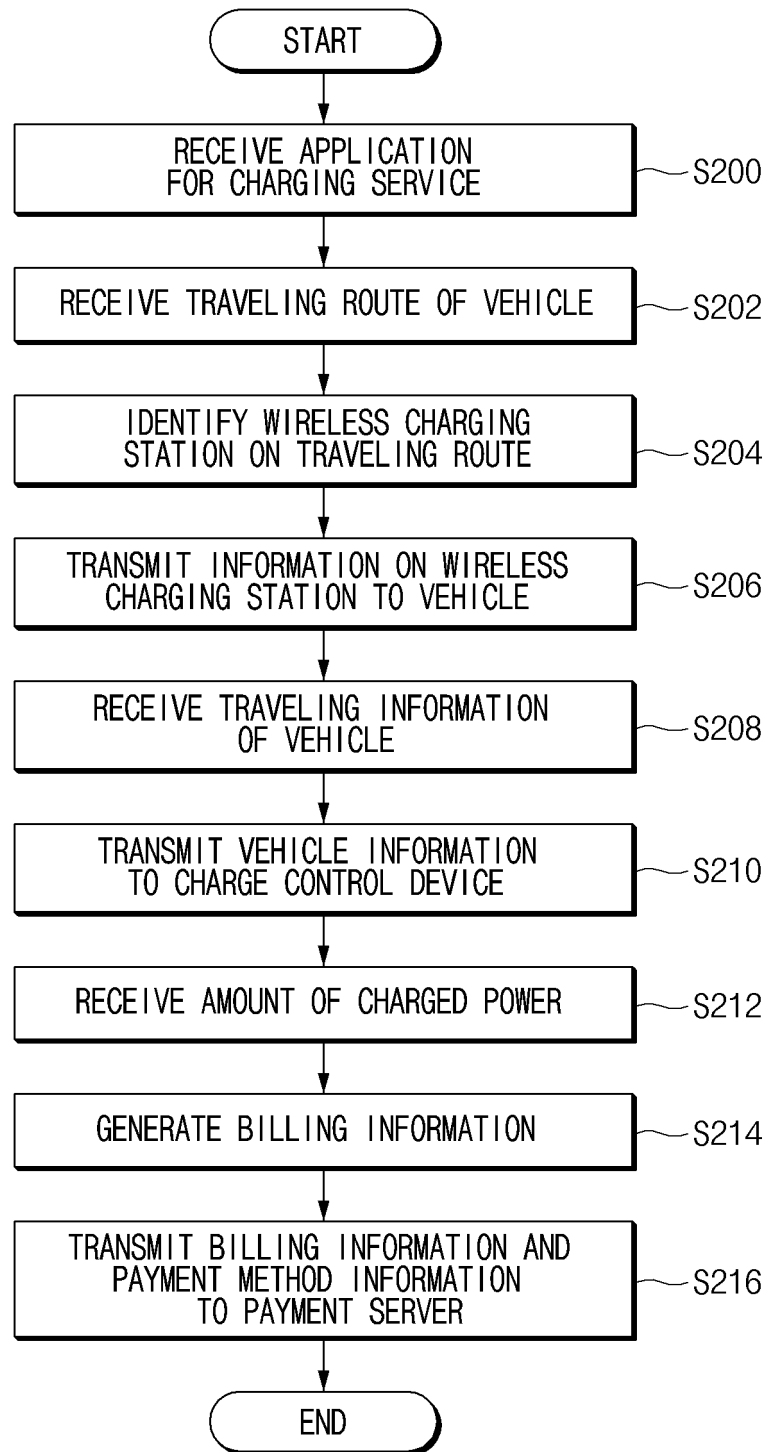 START
RECEIVE APPLICATION
FOR CHARGING SERVICE
S200
RECEIVE TRAVELING ROUTE OF VEHICLE
S202
IDENTIFY WIRELESS CHARGING
STATION ON TRAVELING ROUTE
S204
TRANSMIT INFORMATION ON WIRELESS
CHARGING STATION TO VEHICLE
S206
RECEIVE TRAVELING INFORMATION
OF VEHICLE
S208
TRANSMIT VEHICLE INFORMATION
TO CHARGE CONTROL DEVICE
S210
RECEIVE AMOUNT OF CHARGED POWER
S212
GENERATE BILLING INFORMATION
S214
TRANSMIT BILLING INFORMATION AND
PAYMENT METHOD INFORMATION
TO PAYMENT SERVER
S216
END